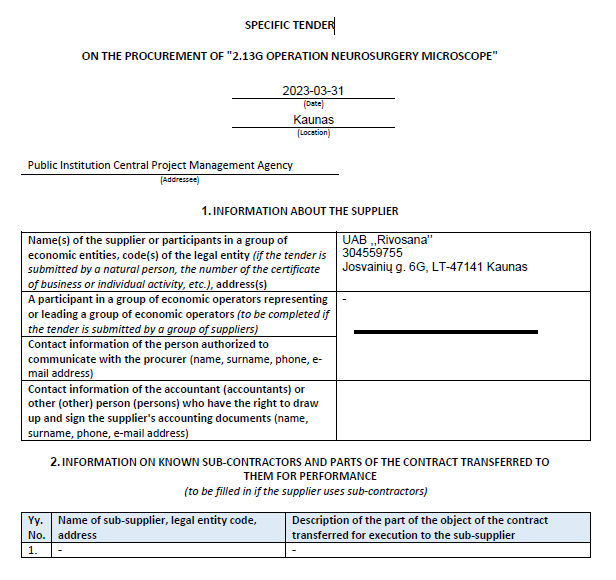 SPECIFIC TENDER
ON THE PROCUREMENT OF "2.13G OPERATION NEUROSURGERY MICROSCOPE"
2023-03-31
(Date)
Kaunas
(Location)
Public Institution Central Project Management Agency
(Addressee)
1. INFORMATION ABOUT THE SUPPLIER
Name(s) of the supplier or participants in a group of
economic entities, code(s) of the legal entity (if the tender is
submitted by a natural person, the number of the certificate
of business or individual activity, etc.), address(s)
UAB ,,Rivosana''
304559755
Josvainių g. 6G, LT-47141 Kaunas
A participant in a group of economic operators representing
or leading a group of economic operators (to be completed if
the tender is submitted by a group of suppliers)
-
Contact information of the person authorized to
communicate with the procurer (name, surname, phone, e-
mail address)
Contact information of the accountant (accountants) or
other (other) person (persons) who have the right to draw
up and sign the supplier's accounting documents (name,
surname, phone, e-mail address)
2. INFORMATION ON KNOWN SUB-CONTRACTORS AND PARTS OF THE CONTRACT TRANSFERRED TO
THEM FOR PERFORMANCE
(to be filled in if the supplier uses sub-contractors)
Yy.
No.
Name of sub-supplier, legal entity code,
address
Description of the part of the object of the contract
transferred for execution to the sub-supplier
1.
-
-